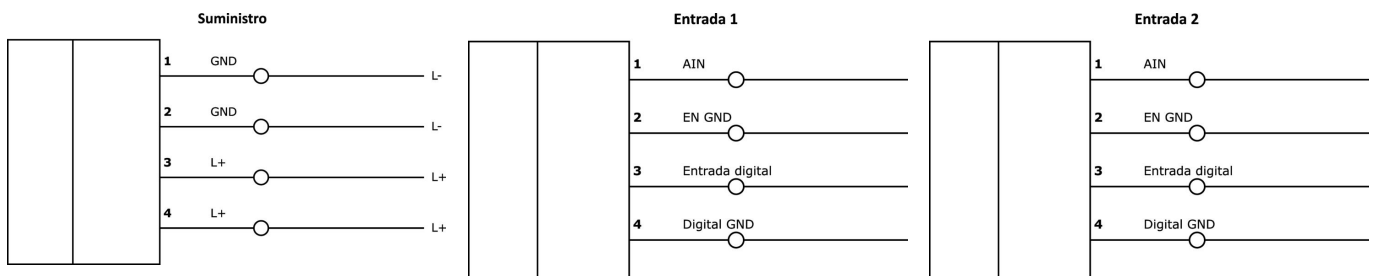 Suministro
1 GND
L-
2 GND
L-
3 L+
L+
4 L+
L+
Entrada 1
1 AIN
2 EN GND
3 Entrada digital
4 Digital GND
Entrada 2
1 AIN
2 EN GND
3 Entrada digital
4 Digital GND